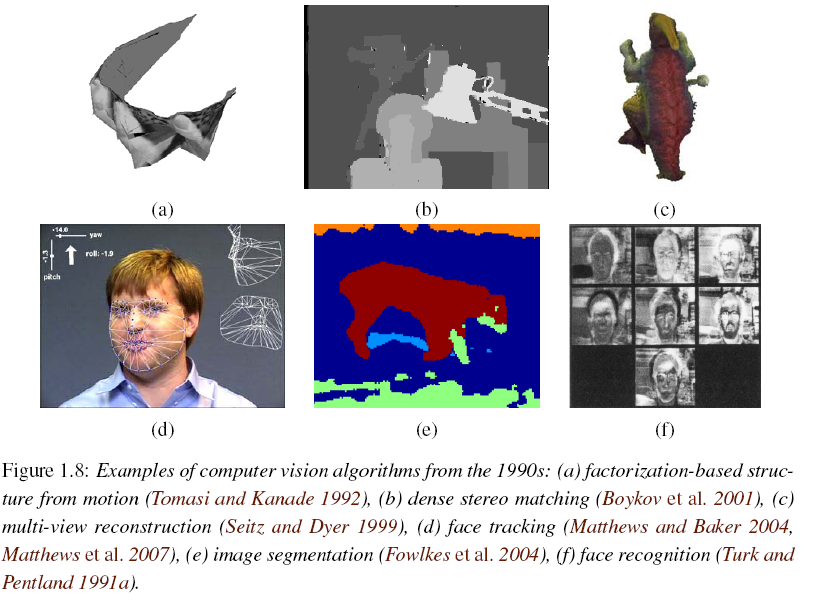 (a)
(b)
(c)
+14.0
yaw
roll: -1.9
pitch
(d)
(e)
(f)
Figure 1.8: Examples of computer vision algorithms from the 1990s: (a) factorization-based struc-
ture from motion (Tomasi and Kanade 1992), (b) dense stereo matching (Boykov et al. 2001), (c)
multi-view reconstruction (Seitz and Dyer 1999), (d) face tracking (Matthews and Baker 2004,
Matthews et al. 2007), (e) image segmentation (Fowlkes et al. 2004), (f) face recognition (Turk and
Pentland 1991a).